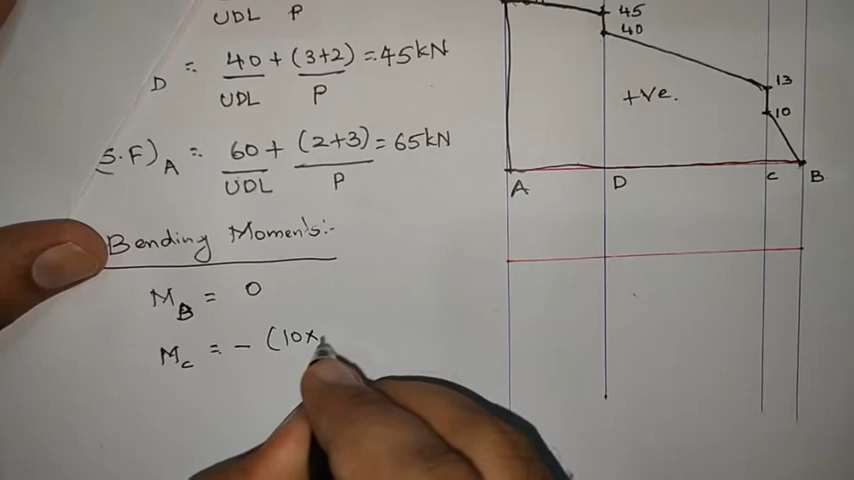 UDL P
D = 40 + (3+2) = 45kN
UDL P
S.F)A = 60 + (2+3) = 65kN
UDL P
Bending Moments:-
MB = 0
Mc = - (10x
45
40
13
+Ve.
10
A D C B